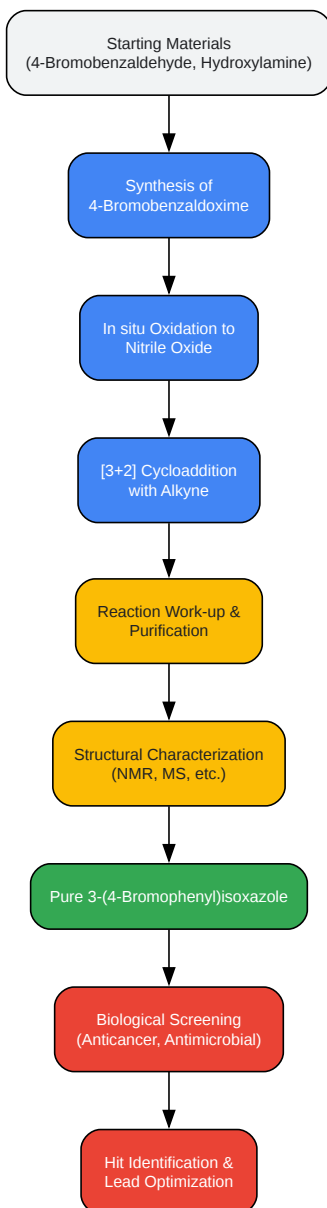 Starting Materials
(4-Bromobenzaldehyde, Hydroxylamine)
Synthesis of
4-Bromobenzaldoxime
In situ Oxidation to
Nitrile Oxide
[3+2] Cycloaddition
with Alkyne
Reaction Work-up &
Purification
Structural Characterization
(NMR, MS, etc.)
Pure 3-(4-Bromophenyl)isoxazole
Biological Screening
(Anticancer, Antimicrobial)
Hit Identification &
Lead Optimization